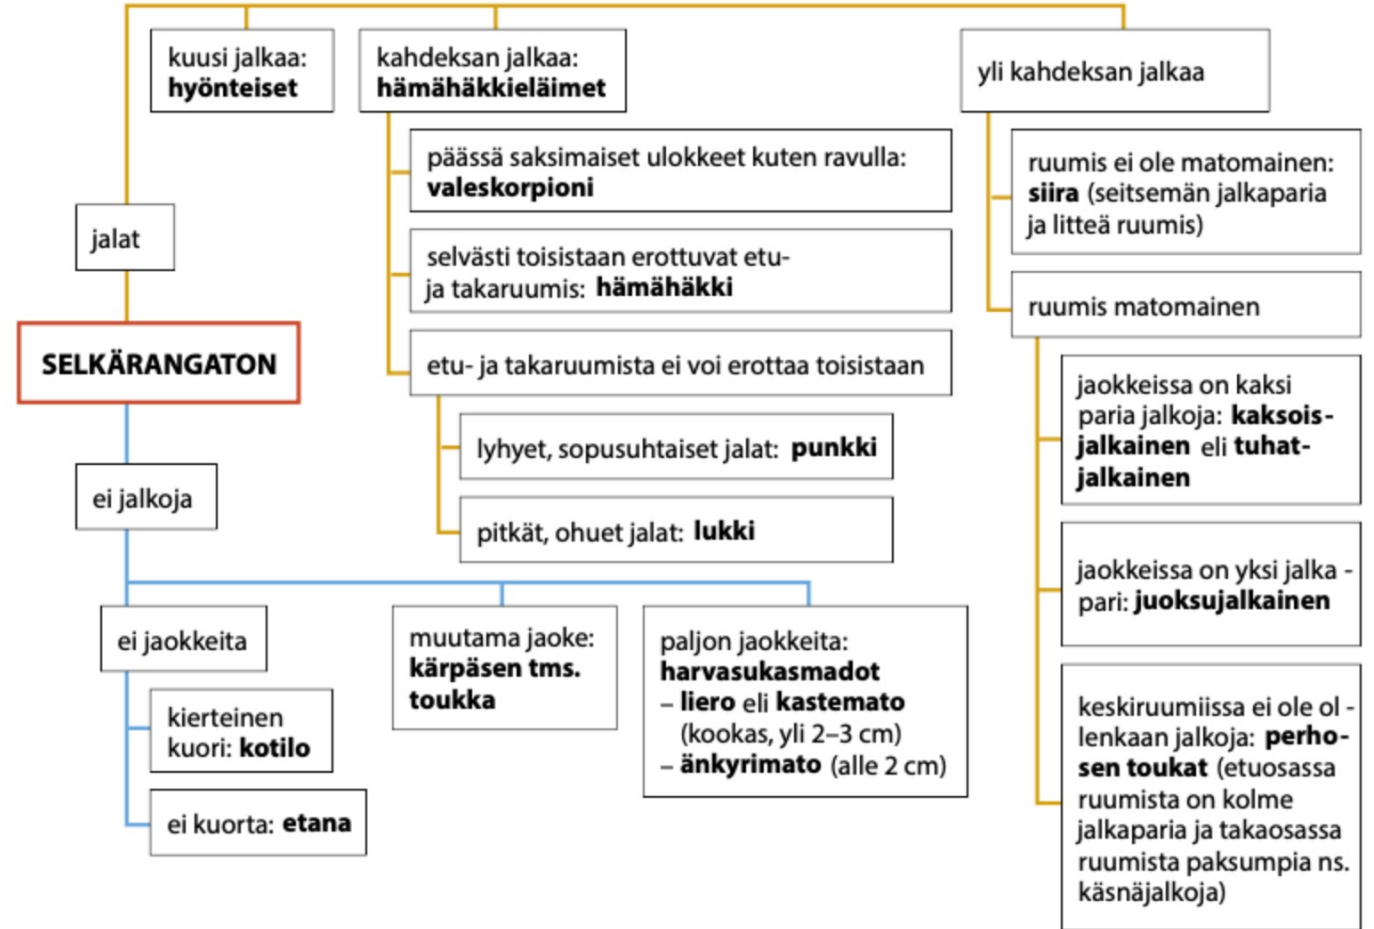 kuusi jalkaa:
hyönteiset
kahdeksan jalkaa:
hämähäkkieläimet
yli kahdeksan jalkaa
päässä saksimaiset ulokkeet kuten ravulla:
valeskorpioni
ruumis ei ole matomainen:
siira (seitsemän jalkaparia
ja litteä ruumis)
jalat
selvästi toisistaan erottuvat etu-
ja takaruumis: hämähäkki
ruumis matomainen
SELKÄRANGATON
etu- ja takaruumista ei voi erottaa toisistaan
jaokkeissa on kaksi
paria jalkoja: kaksois-
jalkainen eli tuhat-
jalkainen
lyhyet, sopusuhtaiset jalat: punkki
ei jalkoja
pitkät, ohuet jalat: lukki
jaokkeissa on yksi jalka -
pari: juoksujalkainen
ei jaokkeita
muutama jaoke:
kärpäsen tms.
toukka
paljon jaokkeita:
harvasukasmadot
– liero eli kastemato
(kookas, yli 2–3 cm)
– änkyrimato (alle 2 cm)
kierteinen
kuori: kotilo
ei kuorta: etana
keskiruumiissa ei ole ol -
lenkaan jalkoja: perho-
sen toukat (etuosassa
ruumista on kolme
jalkaparia ja takaosassa
ruumista paksumpia ns.
käsnäjalkoja)